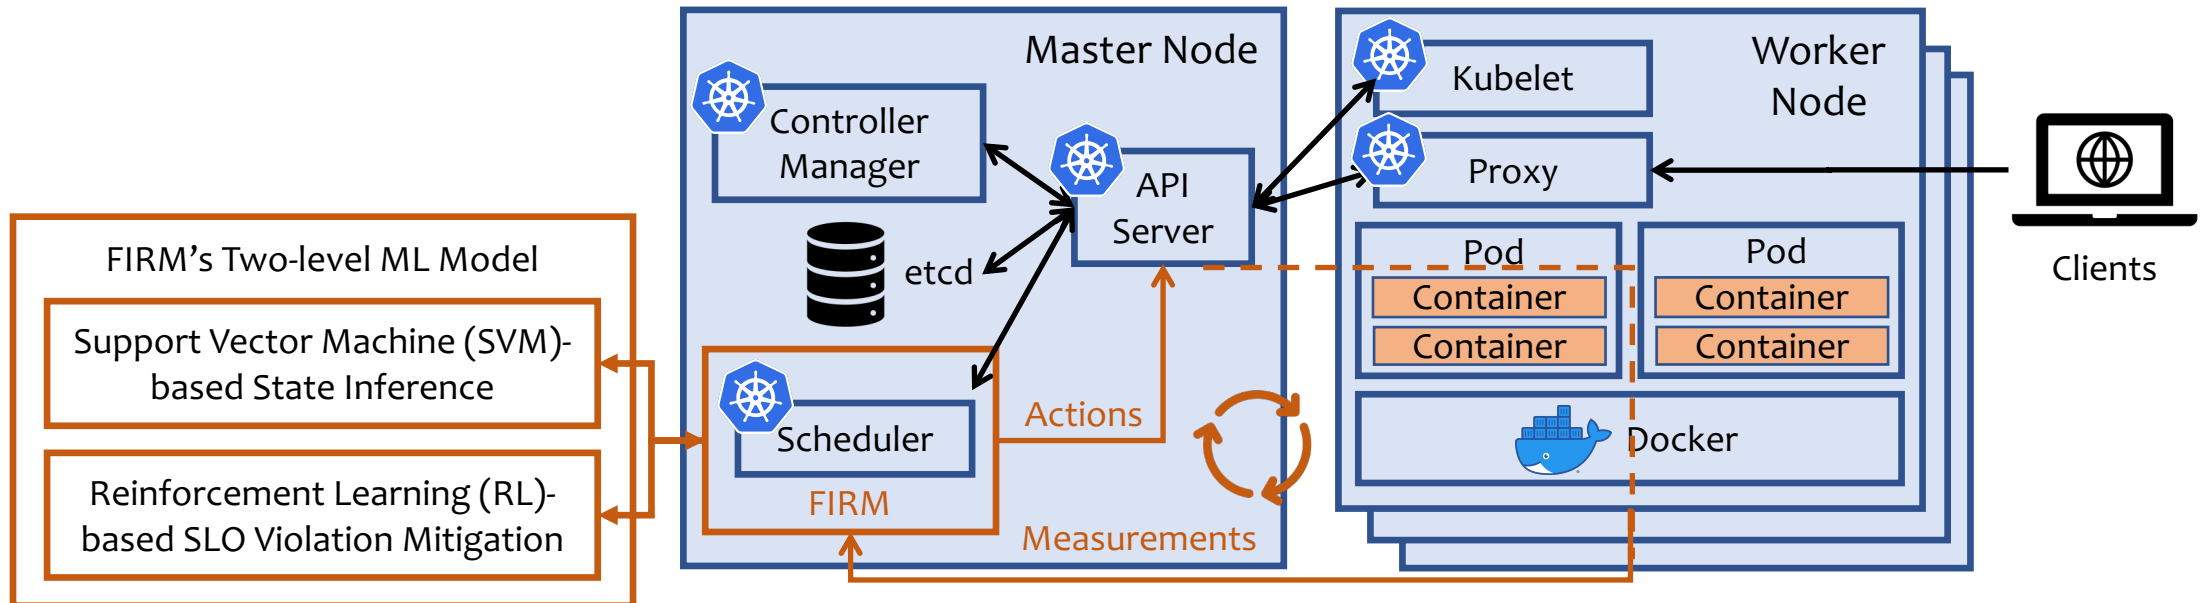 FIRM's Two-level ML Model
Support Vector Machine (SVM)-
based State Inference
Reinforcement Learning (RL)-
based SLO Violation Mitigation
Master Node
Controller
Manager
API
Server
etcd
Scheduler
FIRM
Actions
Measurements
Worker
Node
Kubelet
Proxy
Pod
Container
Container
Pod
Container
Container
Docker
Clients